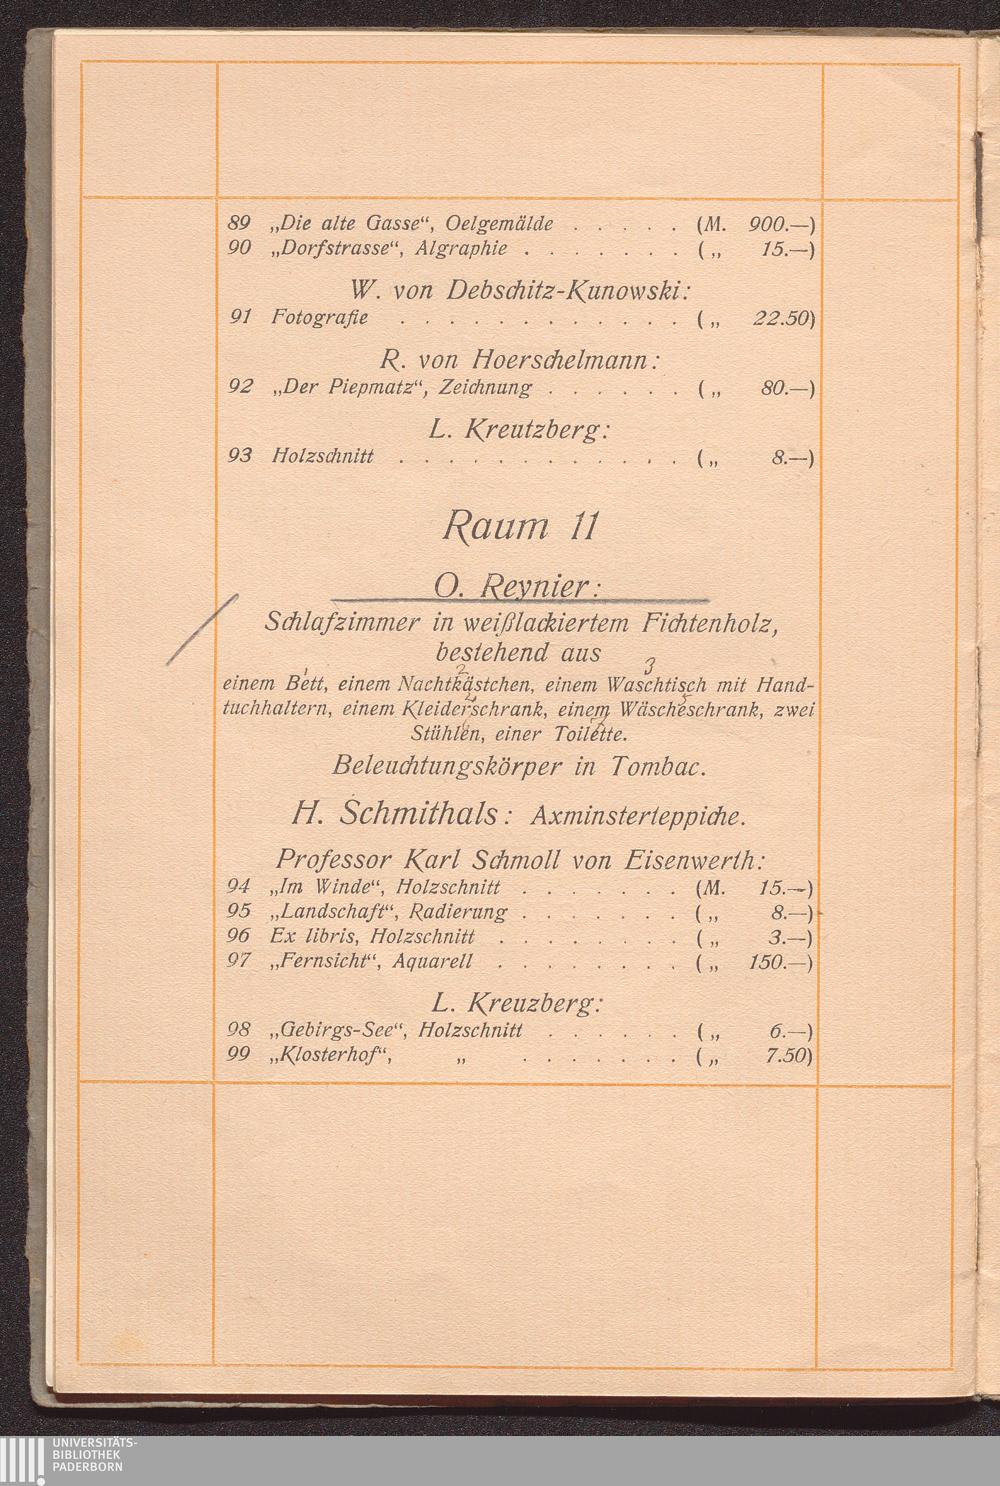 89 „Die alte Gasse“, Oelgemälde . . . . . (M. 900.—)
90 „Dorfstrasse“, Algraphie . . . . . . . ( „ 15.—)
W. von Debschitz-Kunowski:
91 Fotografie . . . . . . . . . . . . ( „ 22.50)
R. von Hoerschelmann:
92 „Der Piepmatz“, Zeichnung . . . . . . ( „ 80.—)
L. Kreutzberg:
93 Holzschnitt . . . . . . . . . . . . ( „ 8.—)
Raum 11
O. Reynier:
Schlafzimmer in weißlackiertem Fichtenholz,
bestehend aus
einem Bett, einem Nachtkästchen, einem Waschtisch mit Hand-
tuchhaltern, einem Kleiderschrank, einem Wäscheschrank, zwei
Stühlen, einer Toilette.
Beleuchtungskörper in Tombac.
H. Schmithals: Axminsterteppiche.
Professor Karl Schmoll von Eisenwerth:
94 „Im Winde“, Holzschnitt . . . . . . . (M. 15.—)
95 „Landschaft“, Radierung . . . . . . . ( „ 8.—)
96 Ex libris, Holzschnitt . . . . . . . . ( „ 3.—)
97 „Fernsicht“, Aquarell . . . . . . . . ( „ 150.—)
L. Kreuzberg:
98 „Gebirgs-See“, Holzschnitt . . . . . . ( „ 6.—)
99 „Klosterhof“, „ . . . . . . . ( „ 7.50)
UNIVERSITÄTS-
BIBLIOTHEK
PADERBORN